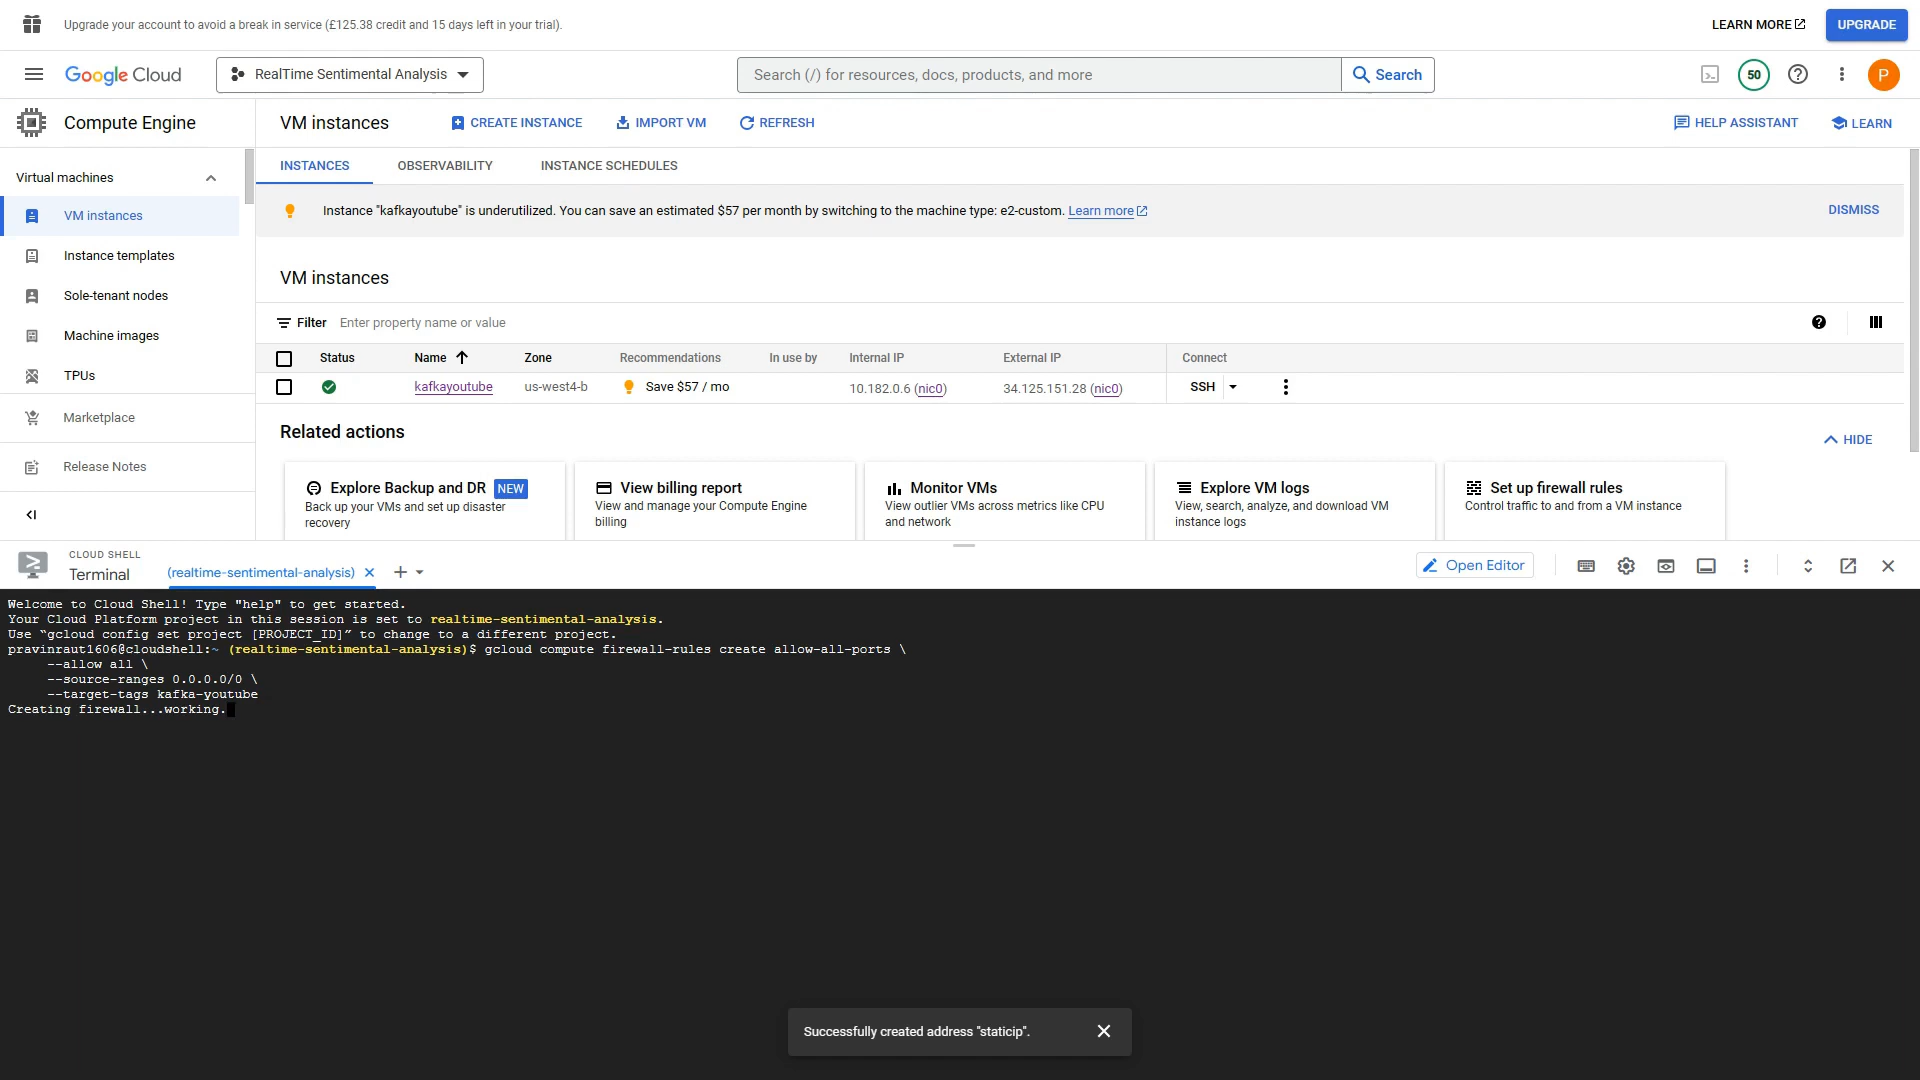 Upgrade your account to avoid a break in service (£125.38 credit and 15 days left in your trial).
LEARN MORE
UPGRADE
Google Cloud
RealTime Sentimental Analysis
Search (/) for resources, docs, products, and more
Search
50
P
Compute Engine
VM instances
CREATE INSTANCE
IMPORT VM
REFRESH
HELP ASSISTANT
LEARN
Virtual machines
VM instances
Instance templates
Sole-tenant nodes
Machine images
TPUs
Marketplace
Release Notes
INSTANCES
OBSERVABILITY
INSTANCE SCHEDULES
Instance "kafkayoutube" is underutilized. You can save an estimated $57 per month by switching to the machine type: e2-custom. Learn more
DISMISS
VM instances
Filter Enter property name or value
Status Name Zone Recommendations In use by Internal IP External IP Connect
kafkayoutube us-west4-b Save $57 / mo 10.182.0.6 (nic0) 34.125.151.28 (nic0) SSH
Related actions
HIDE
Explore Backup and DR NEW
Back up your VMs and set up disaster
recovery
View billing report
View and manage your Compute Engine
billing
Monitor VMs
View outlier VMs across metrics like CPU
and network
Explore VM logs
View, search, analyze, and download VM
instance logs
Set up firewall rules
Control traffic to and from a VM instance
CLOUD SHELL
Terminal
(realtime-sentimental-analysis)
Open Editor
Welcome to Cloud Shell! Type "help" to get started.
Your Cloud Platform project in this session is set to realtime-sentimental-analysis.
Use “gcloud config set project [PROJECT_ID]” to change to a different project.
pravinraut1606@cloudshell:~ (realtime-sentimental-analysis)$ gcloud compute firewall-rules create allow-all-ports \
--allow all \
--source-ranges 0.0.0.0/0 \
--target-tags kafka-youtube
Creating firewall...working.
Successfully created address "staticip".